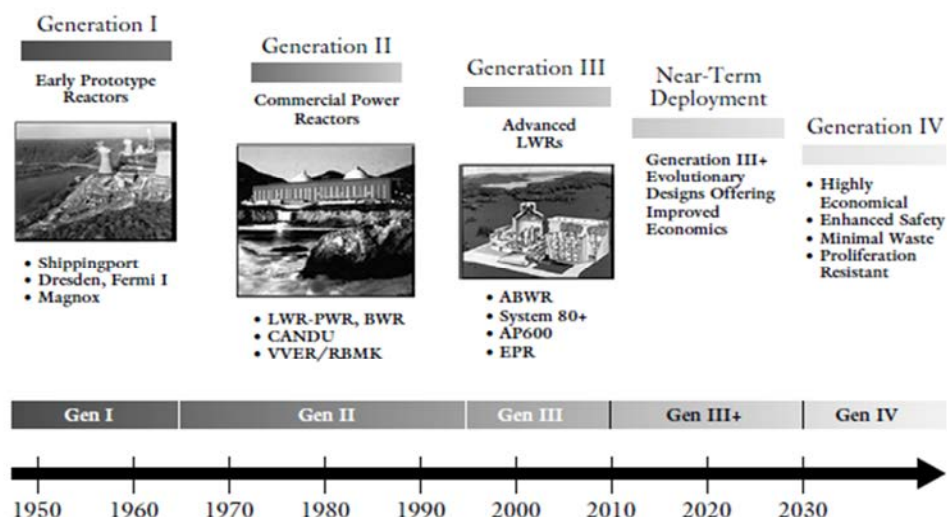 Generation I
Early Prototype
Reactors
• Shippingport
• Dresden, Fermi I
• Magnox
Generation II
Commercial Power
Reactors
• LWR-PWR, BWR
• CANDU
• VVER/RBMK
Generation III
Advanced
LWRs
• ABWR
• System 80+
• AP600
• EPR
Near-Term
Deployment
Generation III+
Evolutionary
Designs Offering
Improved
Economics
Generation IV
• Highly
Economical
• Enhanced Safety
• Minimal Waste
• Proliferation
Resistant
Gen I
Gen II
Gen III
Gen III+
Gen IV
1950 1960 1970 1980 1990 2000 2010 2020 2030